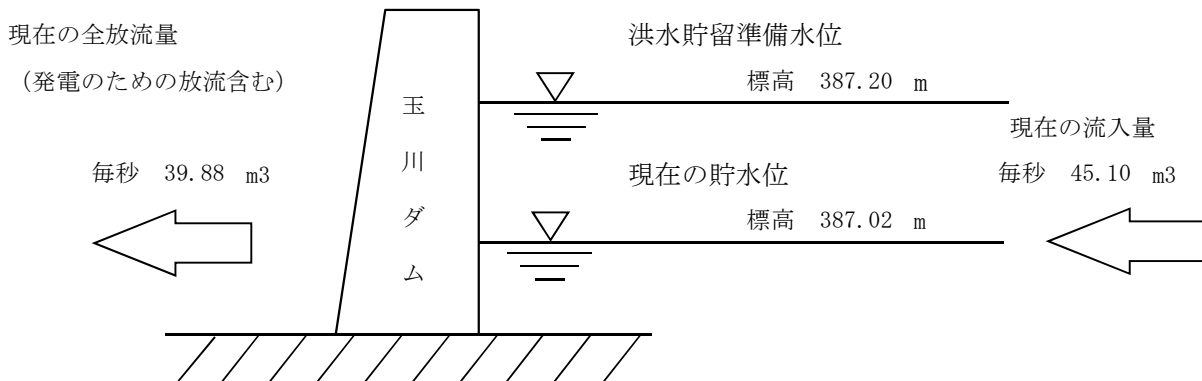 現在の全放流量
（発電のための放流含む）
毎秒　39.88　m3
玉川ダム
洪水貯留準備水位
標高　387.20　m
現在の貯水位
標高　387.02　m
現在の流入量
毎秒　45.10　m3